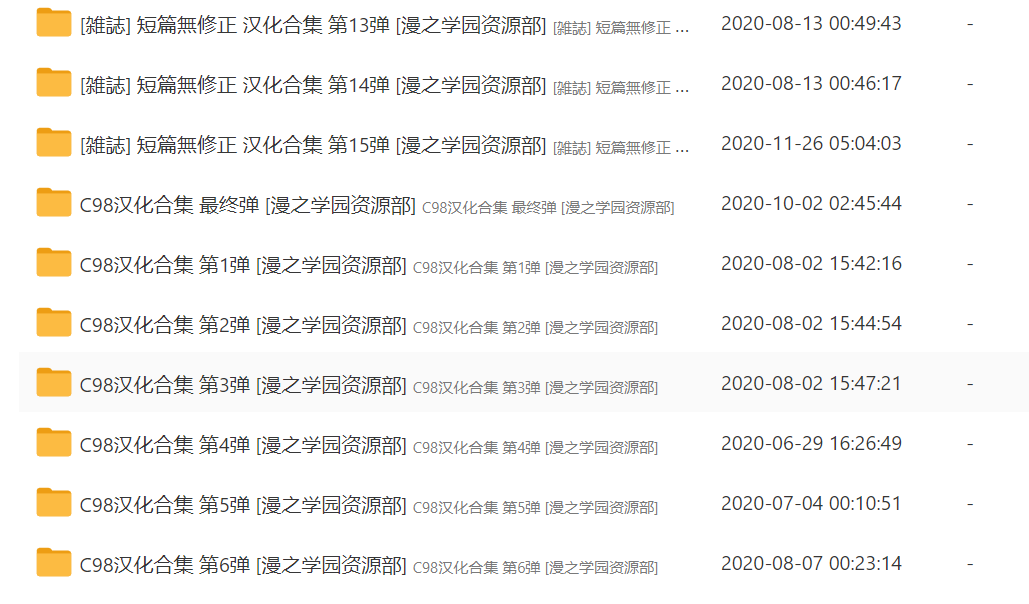 [雑誌] 短篇無修正 汉化合集 第13弹 [漫之学园资源部] [雑誌] 短篇無修正 ... 2020-08-13 00:49:43 -
[雑誌] 短篇無修正 汉化合集 第14弹 [漫之学园资源部] [雑誌] 短篇無修正 ... 2020-08-13 00:46:17 -
[雑誌] 短篇無修正 汉化合集 第15弹 [漫之学园资源部] [雑誌] 短篇無修正 ... 2020-11-26 05:04:03 -
C98汉化合集 最终弹 [漫之学园资源部] C98汉化合集 最终弹 [漫之学园资源部] 2020-10-02 02:45:44 -
C98汉化合集 第1弹 [漫之学园资源部] C98汉化合集 第1弹 [漫之学园资源部] 2020-08-02 15:42:16 -
C98汉化合集 第2弹 [漫之学园资源部] C98汉化合集 第2弹 [漫之学园资源部] 2020-08-02 15:44:54 -
C98汉化合集 第3弹 [漫之学园资源部] C98汉化合集 第3弹 [漫之学园资源部] 2020-08-02 15:47:21 -
C98汉化合集 第4弹 [漫之学园资源部] C98汉化合集 第4弹 [漫之学园资源部] 2020-06-29 16:26:49 -
C98汉化合集 第5弹 [漫之学园资源部] C98汉化合集 第5弹 [漫之学园资源部] 2020-07-04 00:10:51 -
C98汉化合集 第6弹 [漫之学园资源部] C98汉化合集 第6弹 [漫之学园资源部] 2020-08-07 00:23:14 -